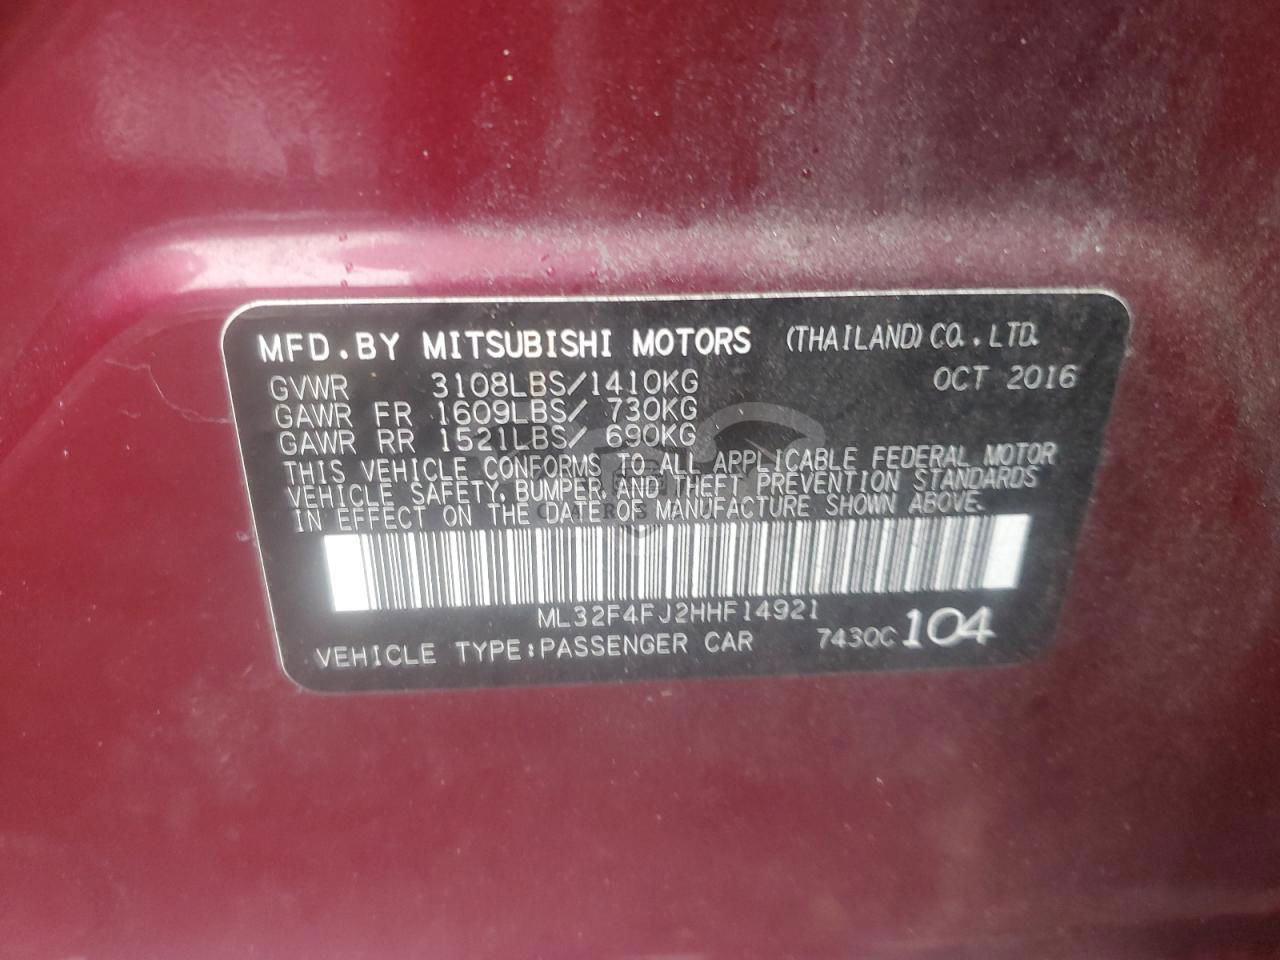 MFD.BY MITSUBISHI MOTORS (THAILAND) CO.,LTD.
GVWR 3108LBS/1410KG OCT 2016
GAWR FR 1609LBS/ 730KG
GAWR RR 1521LBS/ 690KG
THIS VEHICLE CONFORMS TO ALL APPLICABLE FEDERAL MOTOR
VEHICLE SAFETY, BUMPER, AND THEFT PREVENTION STANDARDS
IN EFFECT ON THE DATE OF MANUFACTURE SHOWN ABOVE.
ML32F4FJ2HHF14921
VEHICLE TYPE:PASSENGER CAR 7430C 104